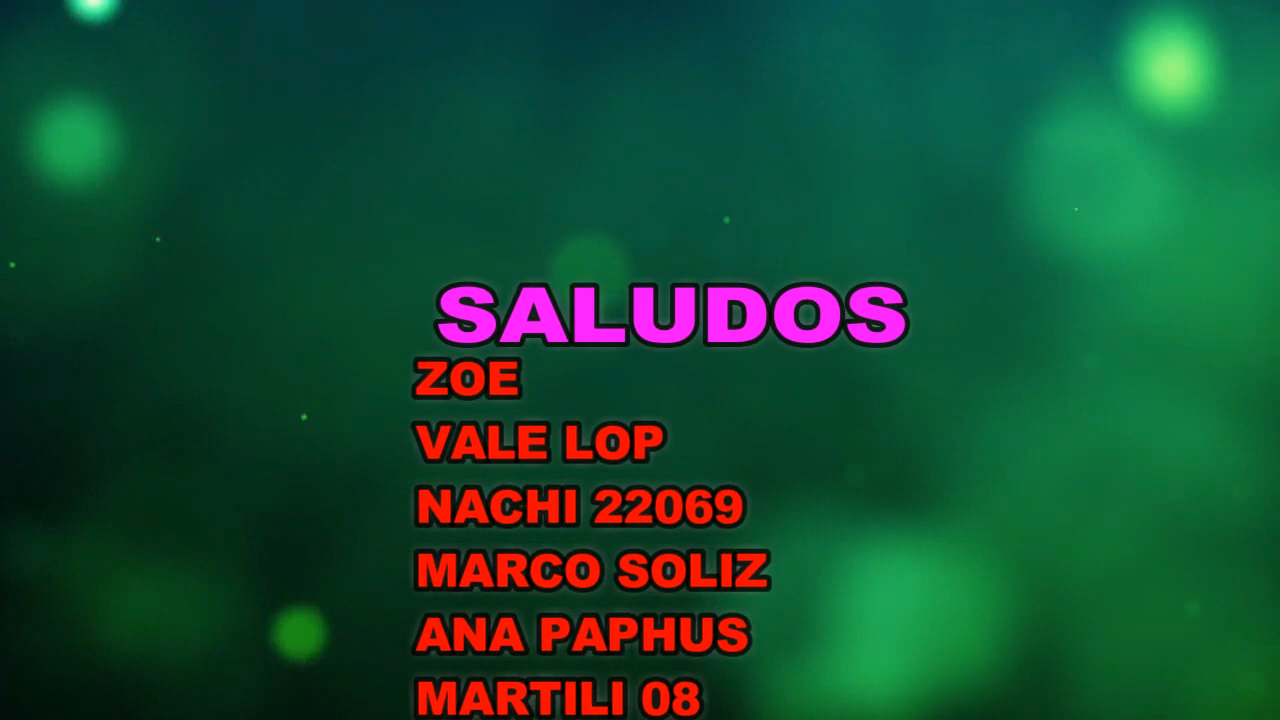 SALUDOS
ZOE
VALE LOP
NACHI 22069
MARCO SOLIZ
ANA PAPHUS
MARTILI 08